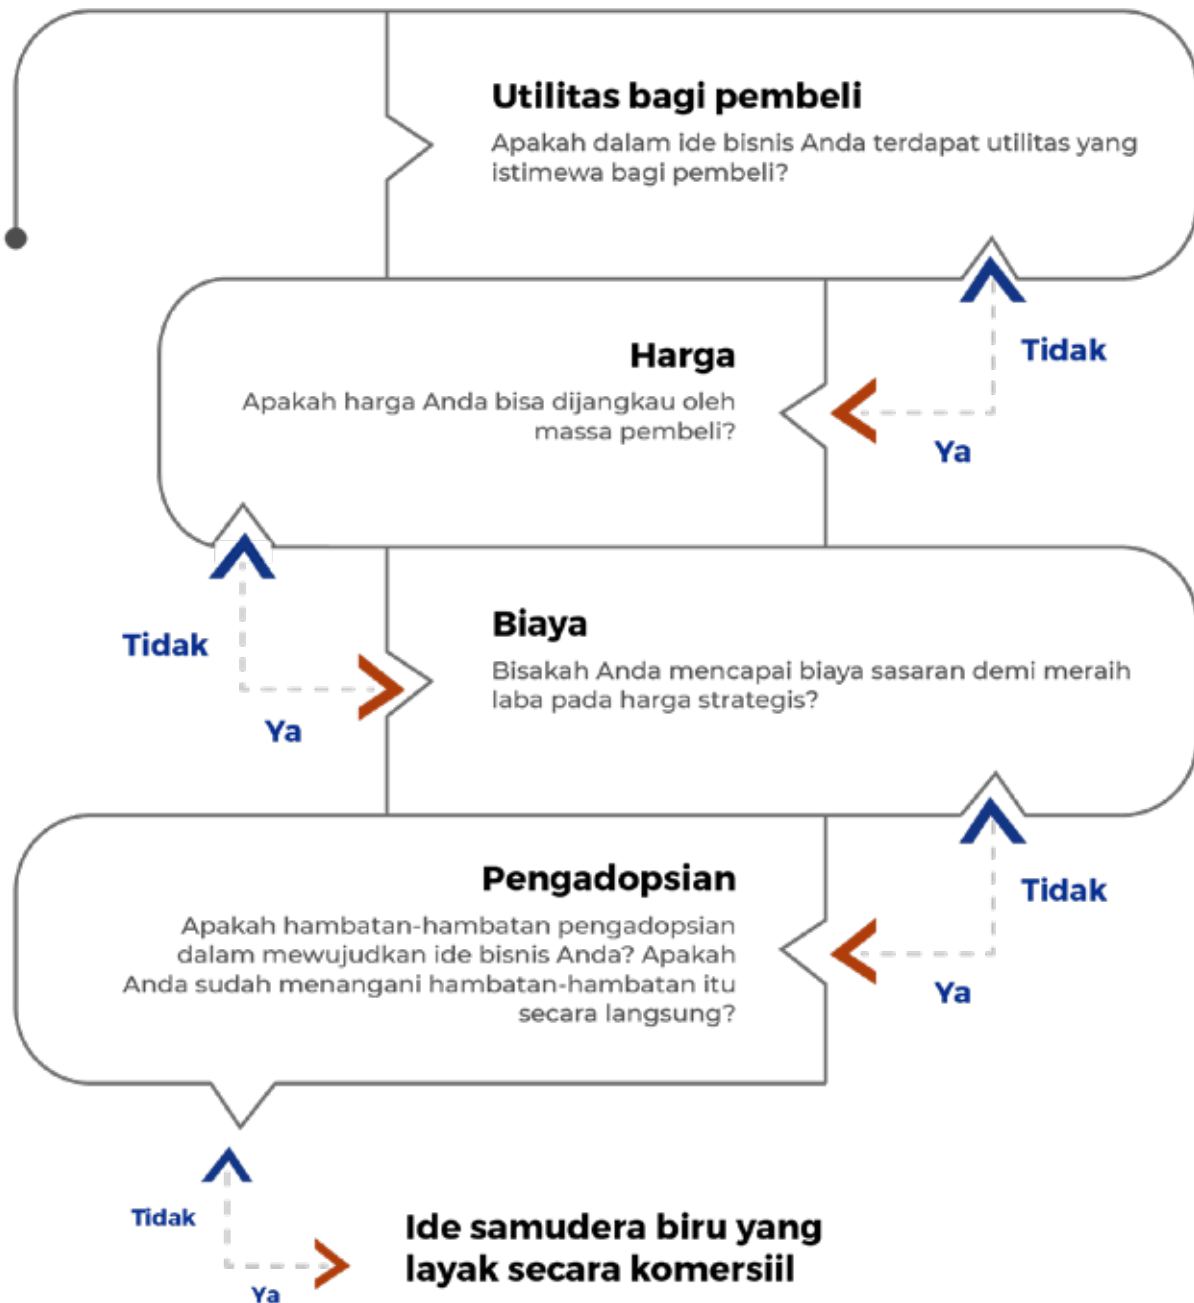 Utilitas bagi pembeli
Apakah dalam ide bisnis Anda terdapat utilitas yang
istimewa bagi pembeli?
Tidak
Harga
Apakah harga Anda bisa dijangkau oleh
massa pembeli?
Ya
Biaya
Tidak
Bisakah Anda mencapai biaya sasaran demi meraih
laba pada harga strategis?
Ya
Pengadopsian
Tidak
Apakah hambatan-hambatan pengadopsian
dalam mewujudkan ide bisnis Anda? Apakah
Anda sudah menangani hambatan-hambatan itu
secara langsung?
Ya
Tidak
Ide samudera biru yang
layak secara komersiil
Ya